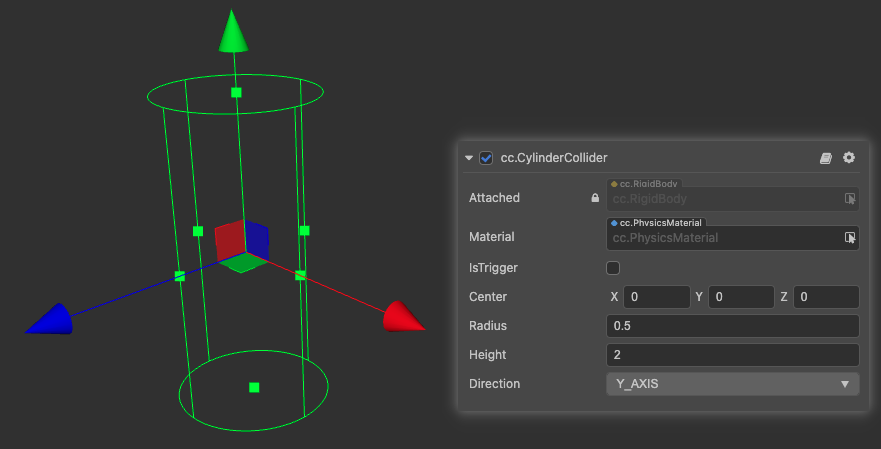 cc.CylinderCollider
Attached
cc.RigidBody
cc.RigidBody
Material
cc.PhysicsMaterial
cc.PhysicsMaterial
IsTrigger
Center X 0 Y 0 Z 0
Radius 0.5
Height 2
Direction Y_AXIS